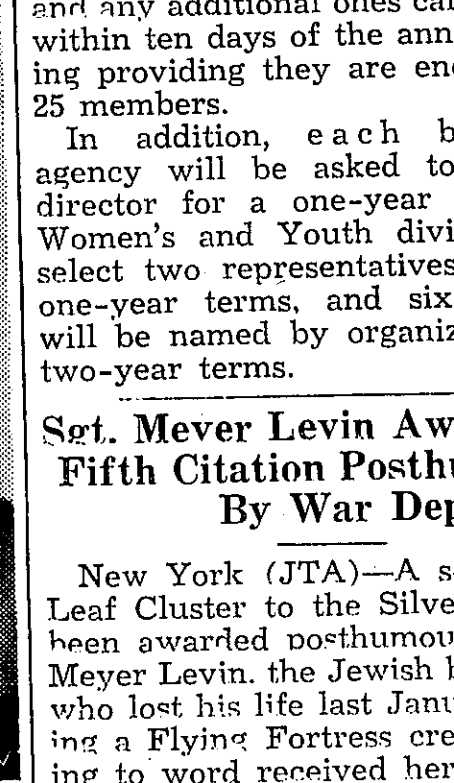 and any additional ones can
within ten days of the ann
ing providing they are en
25 members.
In addition, each b
agency will be asked to
director for a one-year
Women's and Youth divi
select two representatives
one-year terms, and six
will be named by organiz
two-year terms.
Sgt. Meyer Levin Aw
Fifth Citation Posthu
By War Dep
New York (JTA)—A s
Leaf Cluster to the Silve
been awarded posthumou
Meyer Levin, the Jewish b
who lost his life last Janu
ing a Flying Fortress cre
ing to word received her